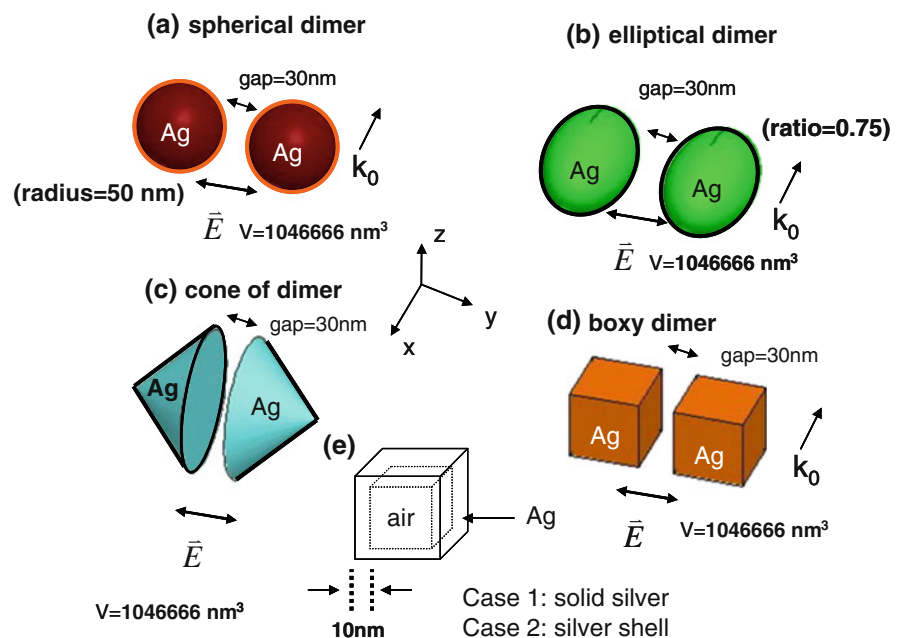 (a) spherical dimer
gap=30nm
Ag
Ag
k₀
(radius=50 nm)
E⃗ V=1046666 nm³
(b) elliptical dimer
gap=30nm
(ratio=0.75)
Ag
Ag
k₀
E⃗ V=1046666 nm³
z
y
x
(c) cone of dimer
gap=30nm
Ag
Ag
E⃗
V=1046666 nm³
(d) boxy dimer
gap=30nm
Ag
Ag
k₀
E⃗ V=1046666 nm³
(e)
air
Ag
10nm
Case 1: solid silver
Case 2: silver shell